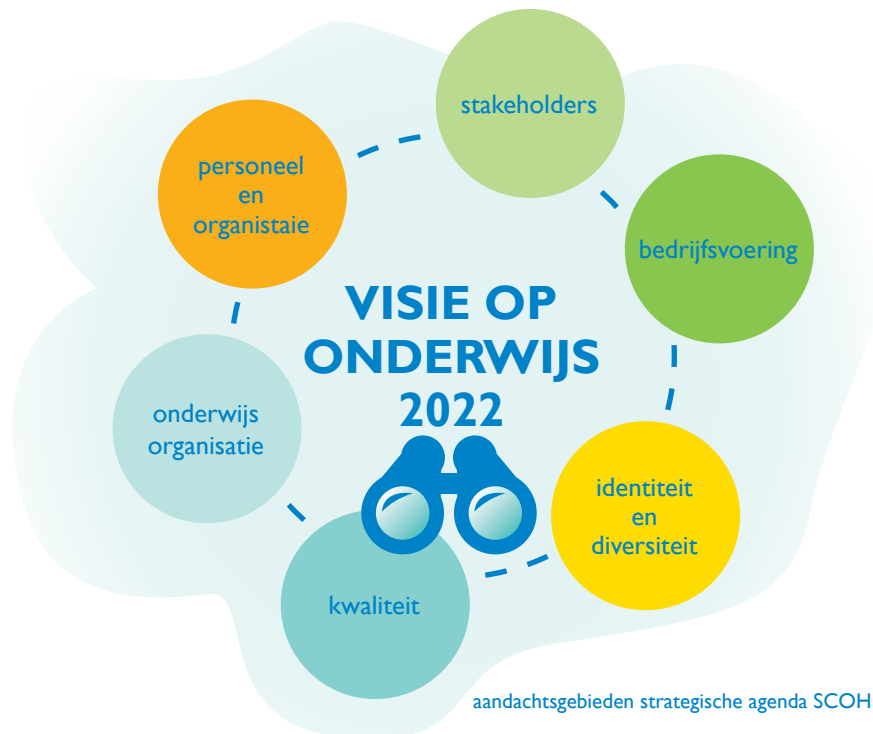 stakeholders
personeel
en
organistaie
bedrijfsvoering
VISIE OP
ONDERWIJS
2022
onderwijs
organisatie
identiteit
en
diversiteit
kwaliteit
aandachtsgebieden strategische agenda SCOH